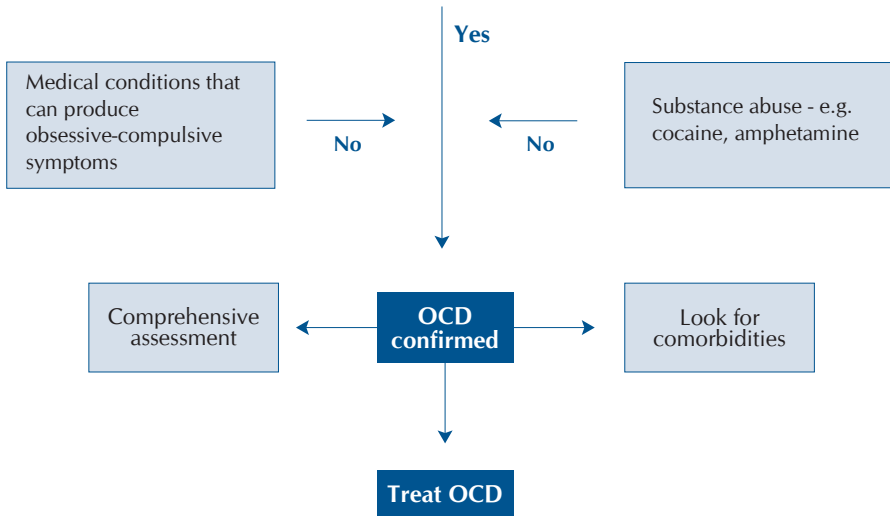 Yes
Medical conditions that
can produce
obsessive-compulsive
symptoms
No
No
Substance abuse - e.g.
cocaine, amphetamine
Comprehensive
assessment
OCD
confirmed
Look for
comorbidities
Treat OCD